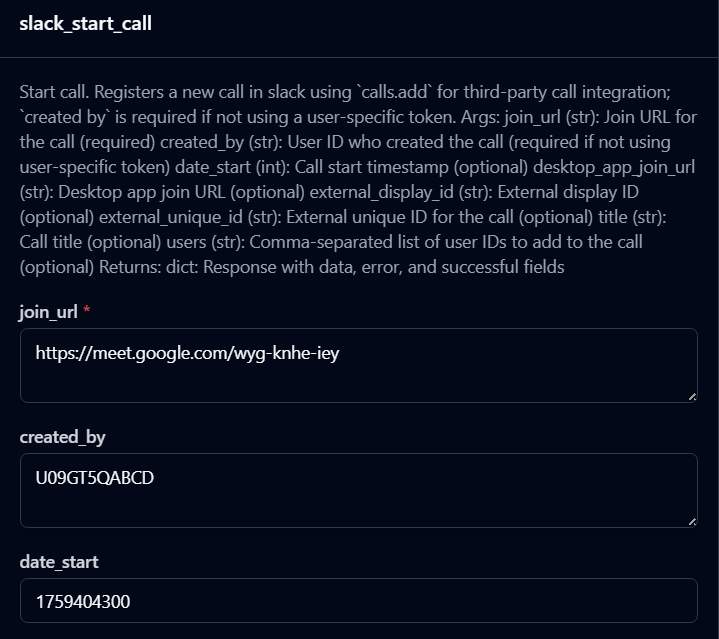 slack_start_call
Start call. Registers a new call in slack using `calls.add` for third-party call integration;
`created by` is required if not using a user-specific token. Args: join_url (str): Join URL for
the call (required) created_by (str): User ID who created the call (required if not using
user-specific token) date_start (int): Call start timestamp (optional) desktop_app_join_url
(str): Desktop app join URL (optional) external_display_id (str): External display ID
(optional) external_unique_id (str): External unique ID for the call (optional) title (str):
Call title (optional) users (str): Comma-separated list of user IDs to add to the call
(optional) Returns: dict: Response with data, error, and successful fields
join_url *
https://meet.google.com/wyg-knhe-iey
created_by
U09GT5QABCD
date_start
1759404300